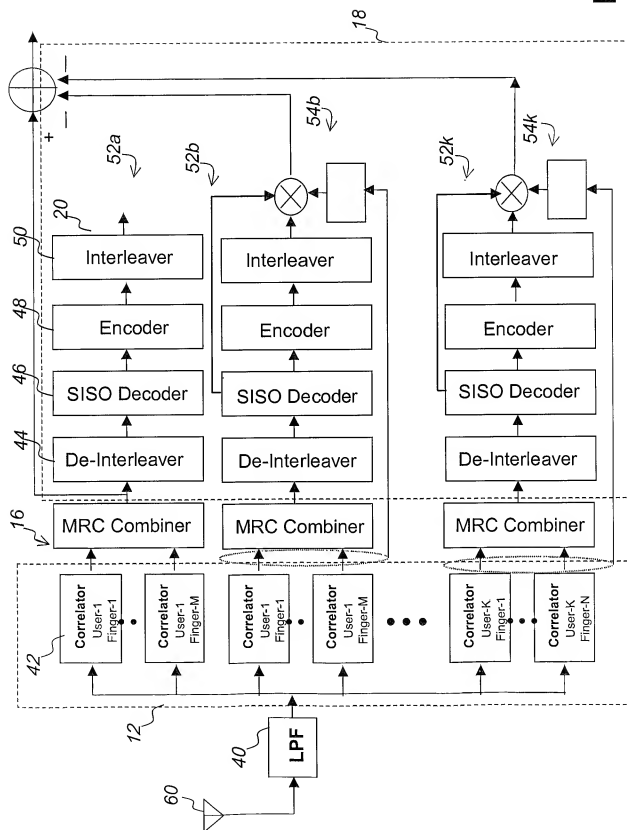 18
+
−
−
52a
52b
54b
52k
54k
20
50
Interleaver
Interleaver
Interleaver
48
Encoder
Encoder
Encoder
46
SISO Decoder
SISO Decoder
SISO Decoder
44
De-Interleaver
De-Interleaver
De-Interleaver
16
MRC Combiner
MRC Combiner
MRC Combiner
42
Correlator
User-1
Finger-1
Correlator
User-1
Finger-M
Correlator
User-1
Finger-1
Correlator
User-1
Finger-M
Correlator
User-K
Finger-1
Correlator
User-K
Finger-N
12
40
LPF
60